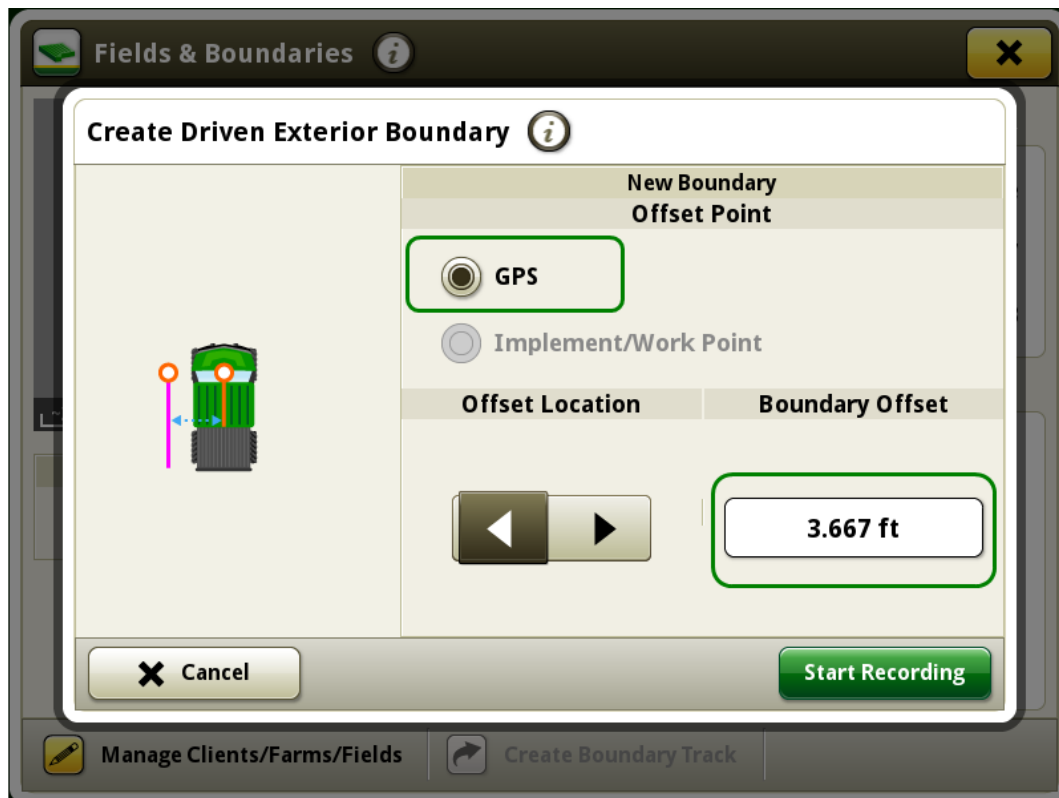 Fields & Boundaries
Create Driven Exterior Boundary
New Boundary
Offset Point
GPS
Implement/Work Point
Offset Location
Boundary Offset
3.667 ft
Cancel
Start Recording
Manage Clients/Farms/Fields
Create Boundary Track